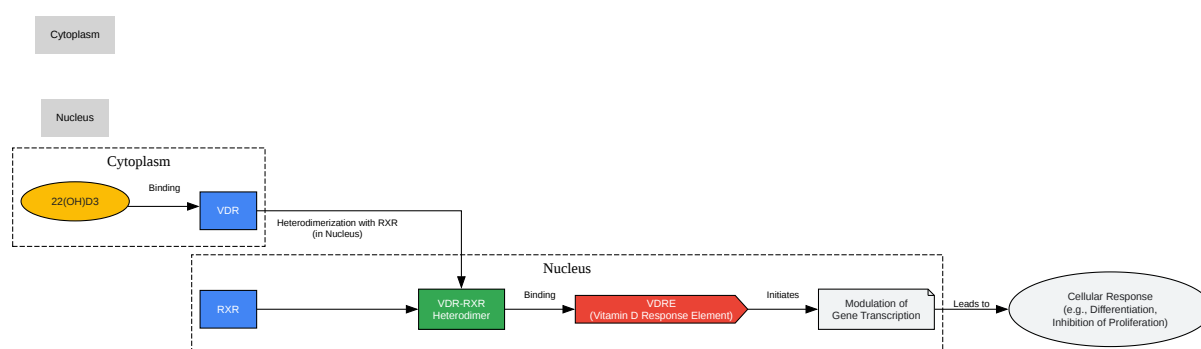 Cytoplasm
Nucleus
Cytoplasm
22(OH)D3
Binding
VDR
Heterodimerization with RXR
(in Nucleus)
Nucleus
RXR
VDR-RXR
Heterodimer
Binding
VDRE
(Vitamin D Response Element)
Initiates
Modulation of
Gene Transcription
Leads to
Cellular Response
(e.g., Differentiation,
Inhibition of Proliferation)